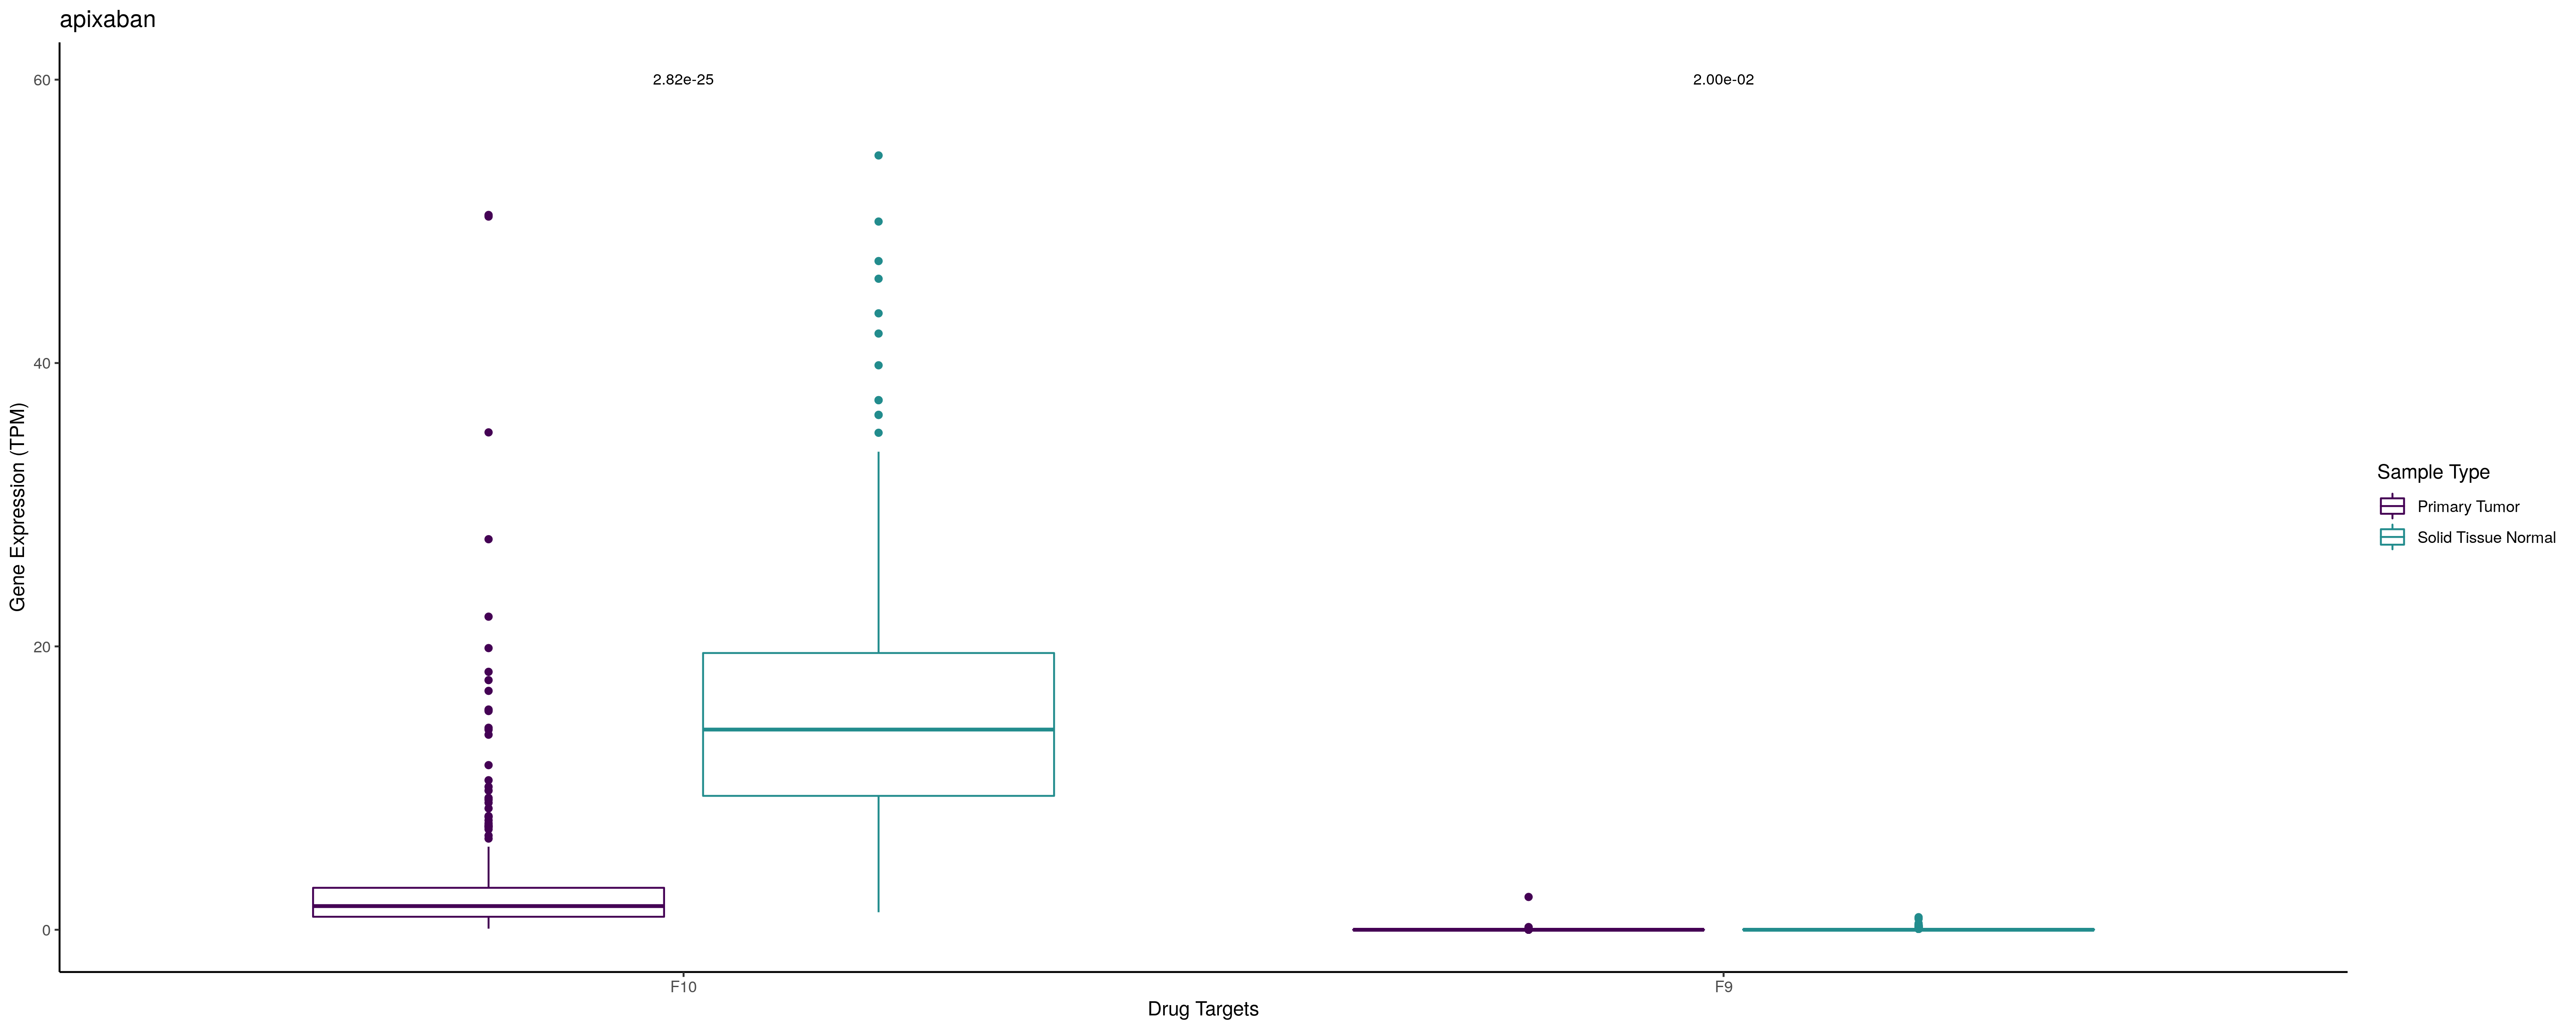 apixaban
60
2.82e-25
2.00e-02
40
20
0
Gene Expression (TPM)
F10
F9
Drug Targets
Sample Type
Primary Tumor
Solid Tissue Normal